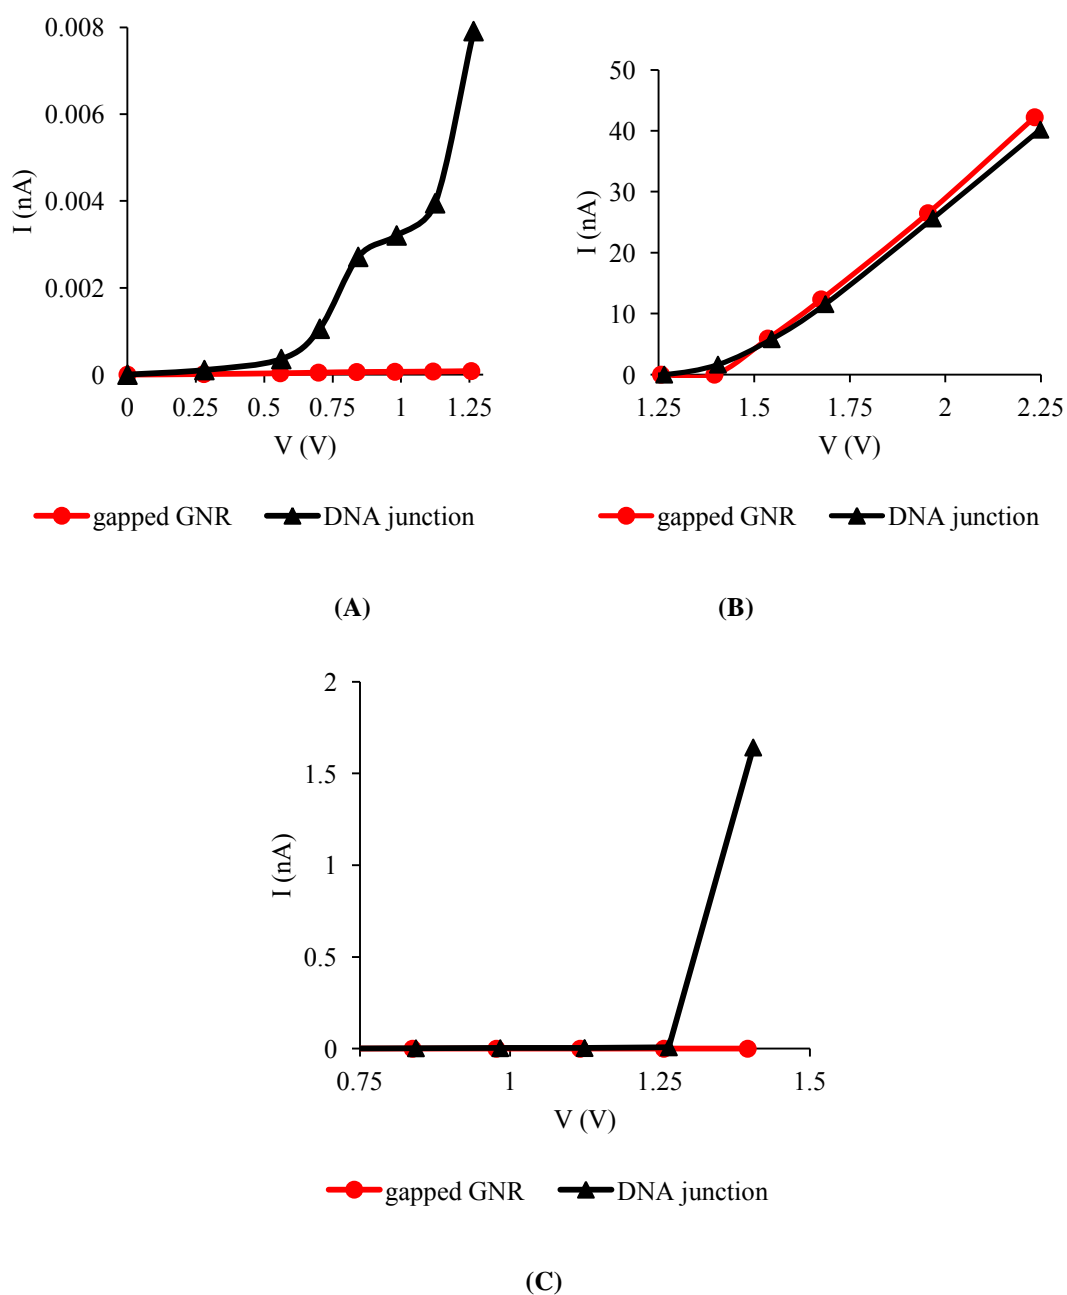 0.008
0.006
0.004
0.002
0
I (nA)
0 0.25 0.5 0.75 1 1.25
V (V)
gapped GNR DNA junction
(A)
50
40
30
20
10
0
I (nA)
1.25 1.5 1.75 2 2.25
V (V)
gapped GNR DNA junction
(B)
2
1.5
1
0.5
0
I (nA)
0.75 1 1.25 1.5
V (V)
gapped GNR DNA junction
(C)